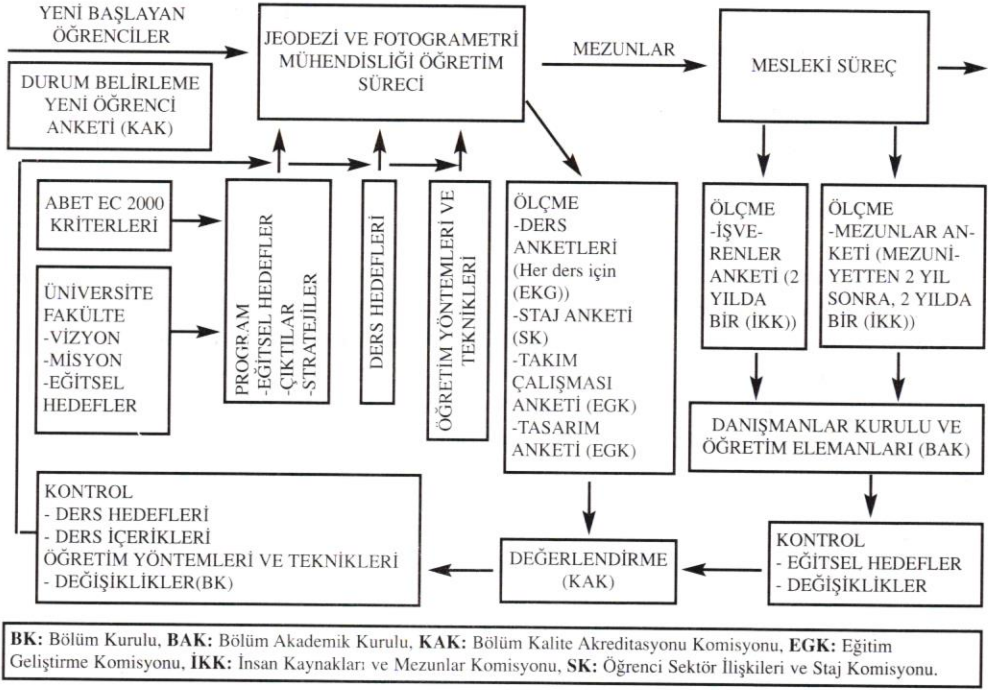 YENİ BAŞLAYAN
ÖĞRENCİLER
DURUM BELİRLEME
YENİ ÖĞRENCİ
ANKETİ (KAK)
JEODEZİ VE FOTOGRAMETRİ
MÜHENDİSLİĞİ ÖĞRETİM
SÜRECİ
MEZUNLAR
MESLEKİ SÜREÇ
ABET EC 2000
KRİTERLERİ
ÜNİVERSİTE
FAKÜLTE
-VİZYON
-MİSYON
-EĞİTSEL
HEDEFLER
PROGRAM
-EĞİTSEL HEDEFLER
-ÇIKTILAR
-STRATEJİLER
DERS HEDEFLERİ
ÖĞRETİM YÖNTEMLERİ VE
TEKNİKLERİ
ÖLÇME
-DERS
ANKETLERİ
(Her ders için
(EKG))
-STAJ ANKETİ
(SK)
-TAKIM
ÇALIŞMASI
ANKETİ (EGK)
-TASARIM
ANKETİ (EGK)
ÖLÇME
-İŞVE-
RENLER
ANKETİ (2
YILDA
BİR (İKK))
ÖLÇME
-MEZUNLAR AN-
KETİ (MEZUNİ-
YETTEN 2 YIL
SONRA, 2 YILDA
BİR (İKK))
DANIŞMANLAR KURULU VE
ÖĞRETİM ELEMANLARI (BAK)
KONTROL
- EĞİTSEL HEDEFLER
- DEĞİŞİKLİKLER
DEĞERLENDİRME
(KAK)
KONTROL
- DERS HEDEFLERİ
- DERS İÇERİKLERİ
ÖĞRETİM YÖNTEMLERİ VE TEKNİKLERİ
- DEĞİŞİKLİKLER(BK)
BK: Bölüm Kurulu, BAK: Bölüm Akademik Kurulu, KAK: Bölüm Kalite Akreditasyonu Komisyonu, EGK: Eğitim
Geliştirme Komisyonu, İKK: İnsan Kaynakları ve Mezunlar Komisyonu, SK: Öğrenci Sektör İlişkileri ve Staj Komisyonu.